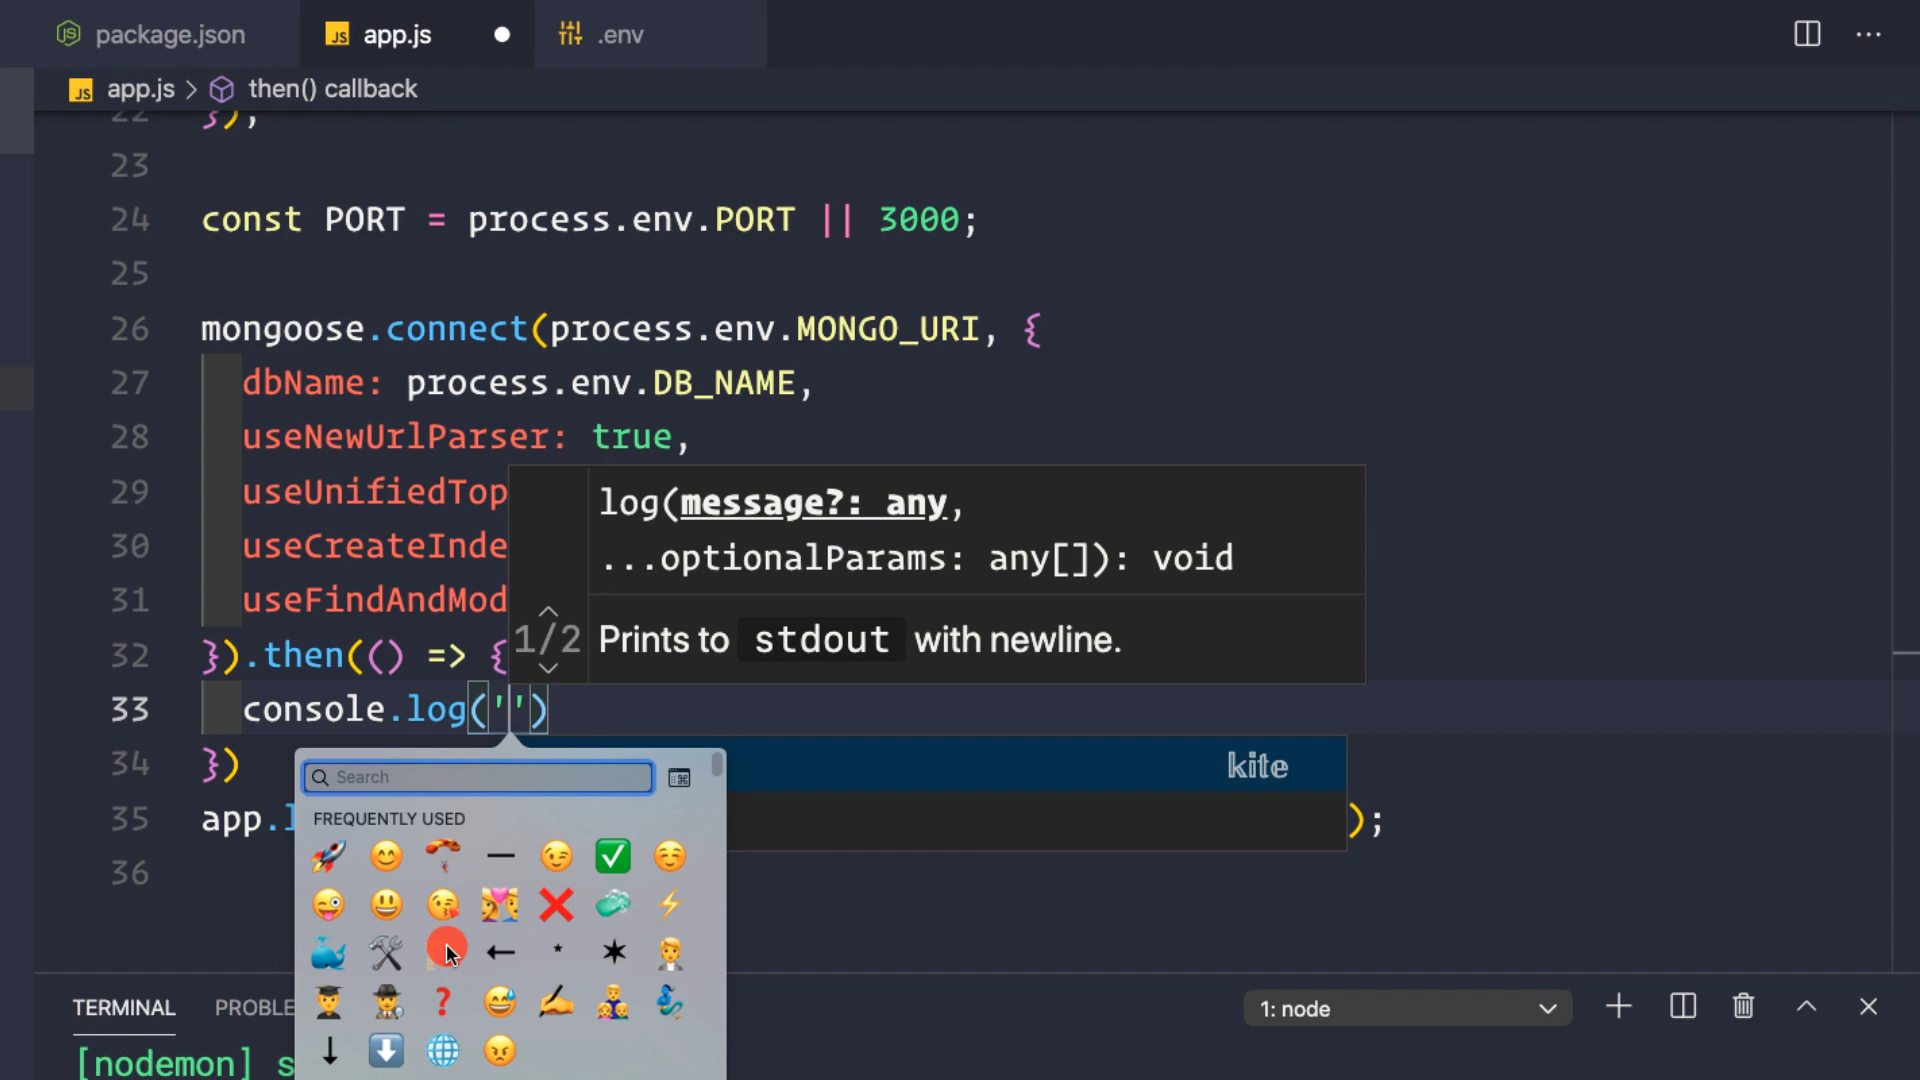 package.json
app.js
.env
app.js > then() callback
22 });
23
24 const PORT = process.env.PORT || 3000;
25
26 mongoose.connect(process.env.MONGO_URI, {
27 dbName: process.env.DB_NAME,
28 useNewUrlParser: true,
29 useUnifiedTop
30 useCreateInde
31 useFindAndMod
log(message?: any,
...optionalParams: any[]): void
1/2 Prints to stdout with newline.
32 }).then(() => {
33 console.log('')
34 })
35 app.l );
36
kite
Search
FREQUENTLY USED
TERMINAL PROBLE
1: node
[nodemon] s